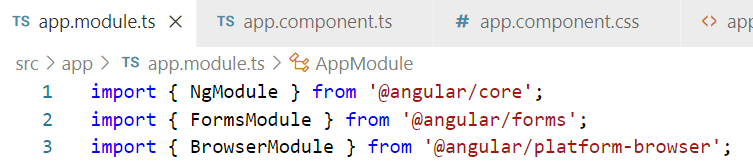 TS app.module.ts × TS app.component.ts # app.component.css <> app
src > app > TS app.module.ts > AppModule
1 import { NgModule } from '@angular/core';
2 import { FormsModule } from '@angular/forms';
3 import { BrowserModule } from '@angular/platform-browser';